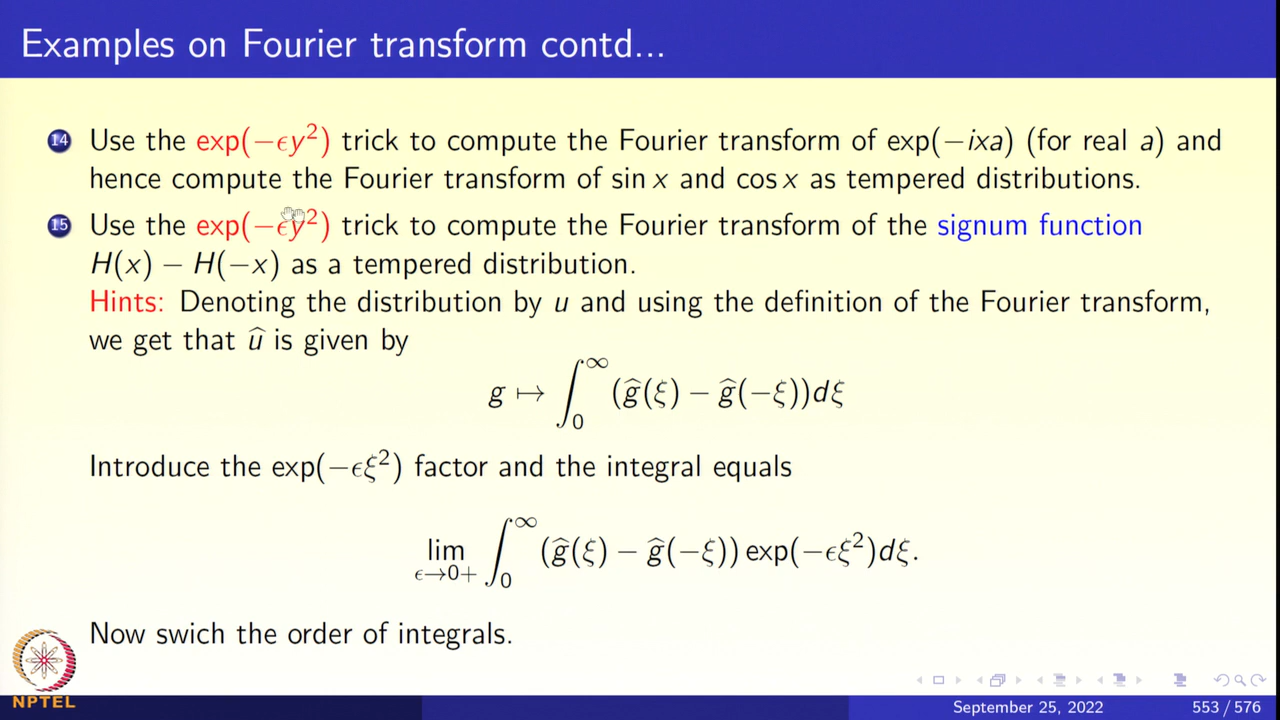 Examples on Fourier transform contd...
14 Use the exp(−ϵy²) trick to compute the Fourier transform of exp(−ixa) (for real a) and
hence compute the Fourier transform of sin x and cos x as tempered distributions.
15 Use the exp(−ϵy²) trick to compute the Fourier transform of the signum function
H(x) − H(−x) as a tempered distribution.
Hints: Denoting the distribution by u and using the definition of the Fourier transform,
we get that û is given by
g ↦ ∫₀^∞ (ĝ(ξ) − ĝ(−ξ))dξ
Introduce the exp(−ϵξ²) factor and the integral equals
lim_{ϵ→0+} ∫₀^∞ (ĝ(ξ) − ĝ(−ξ)) exp(−ϵξ²)dξ.
Now swich the order of integrals.
NPTEL
September 25, 2022 553 / 576